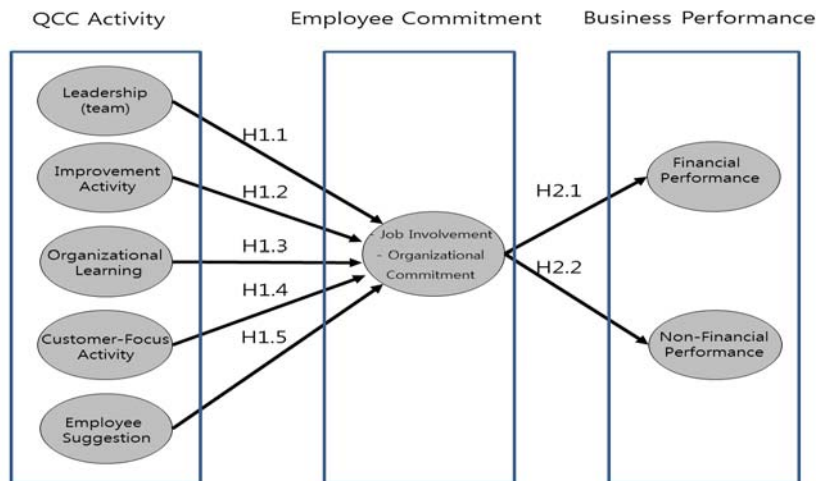 QCC Activity
Employee Commitment
Business Performance
Leadership
(team)
Improvement
Activity
Organizational
Learning
Customer-Focus
Activity
Employee
Suggestion
H1.1
H1.2
H1.3
H1.4
H1.5
- Job Involvement
- Organizational
Commitment
H2.1
H2.2
Financial
Performance
Non-Financial
Performance